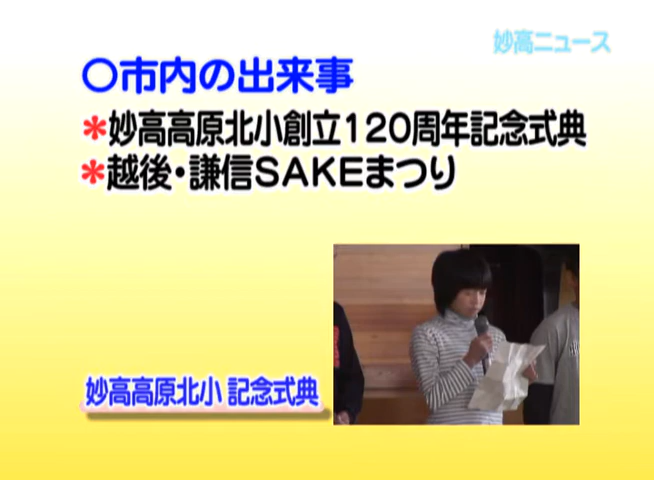 妙高ニュース
○市内の出来事
*妙高高原北小創立120周年記念式典
*越後・謙信SAKEまつり
妙高高原北小 記念式典